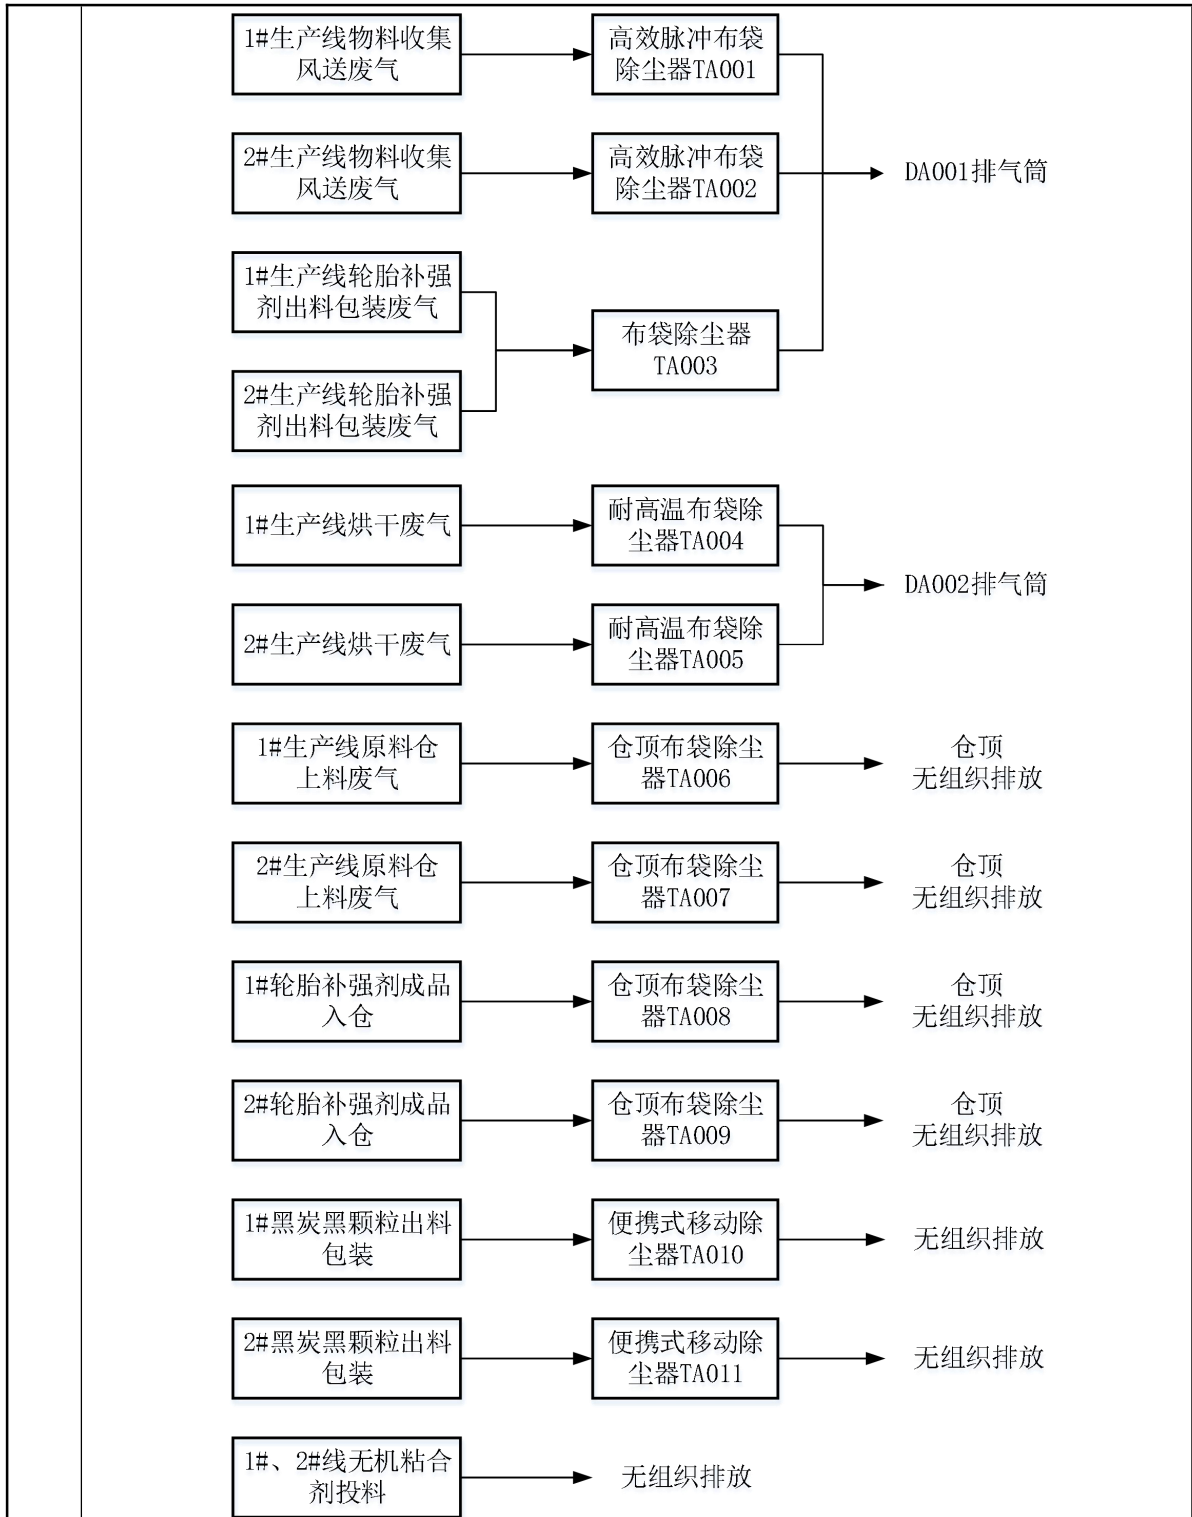 1#生产线物料收集
风送废气
高效脉冲布袋
除尘器TA001
2#生产线物料收集
风送废气
高效脉冲布袋
除尘器TA002
DA001排气筒
1#生产线轮胎补强
剂出料包装废气
布袋除尘器
TA003
2#生产线轮胎补强
剂出料包装废气
1#生产线烘干废气
耐高温布袋除
尘器TA004
DA002排气筒
2#生产线烘干废气
耐高温布袋除
尘器TA005
1#生产线原料仓
上料废气
仓顶布袋除尘
器TA006
仓顶
无组织排放
2#生产线原料仓
上料废气
仓顶布袋除尘
器TA007
仓顶
无组织排放
1#轮胎补强剂成品
入仓
仓顶布袋除尘
器TA008
仓顶
无组织排放
2#轮胎补强剂成品
入仓
仓顶布袋除尘
器TA009
仓顶
无组织排放
1#黑炭黑颗粒出料
包装
便携式移动除
尘器TA010
无组织排放
2#黑炭黑颗粒出料
包装
便携式移动除
尘器TA011
无组织排放
1#、2#线无机粘合
剂投料
无组织排放